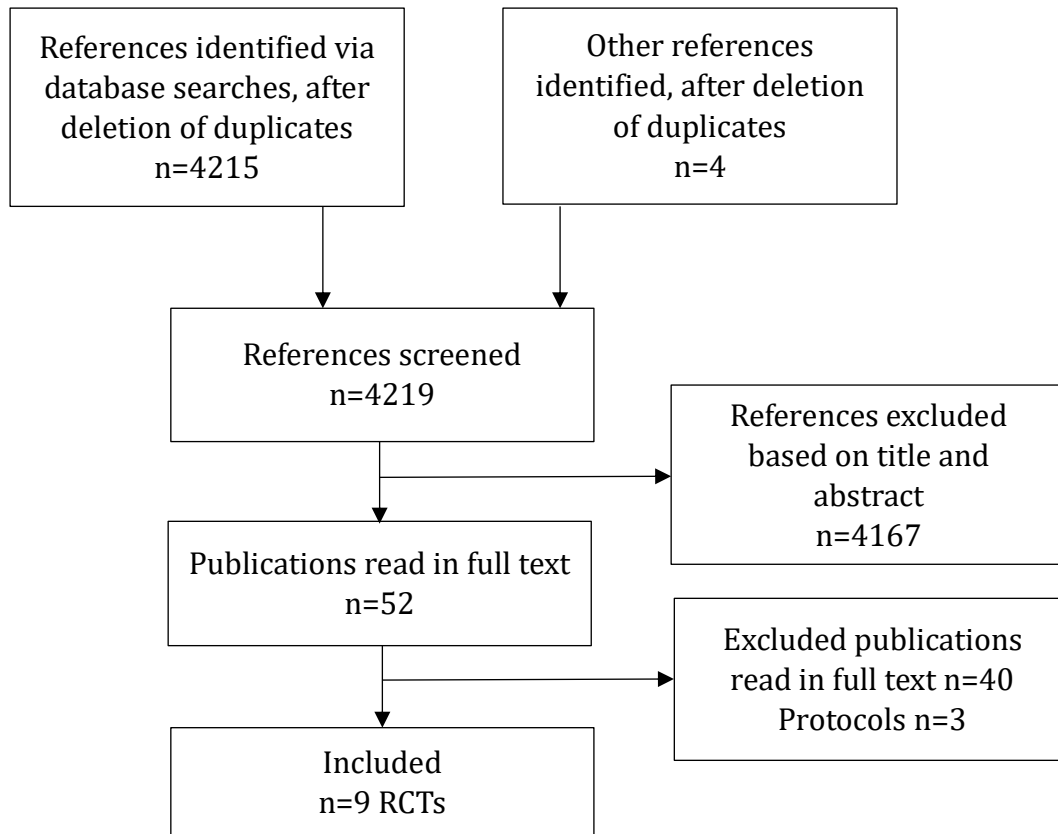 References identified via
database searches, after
deletion of duplicates
n=4215
Other references
identified, after deletion
of duplicates
n=4
References screened
n=4219
References excluded
based on title and
abstract
n=4167
Publications read in full text
n=52
Excluded publications
read in full text n=40
Protocols n=3
Included
n=9 RCTs